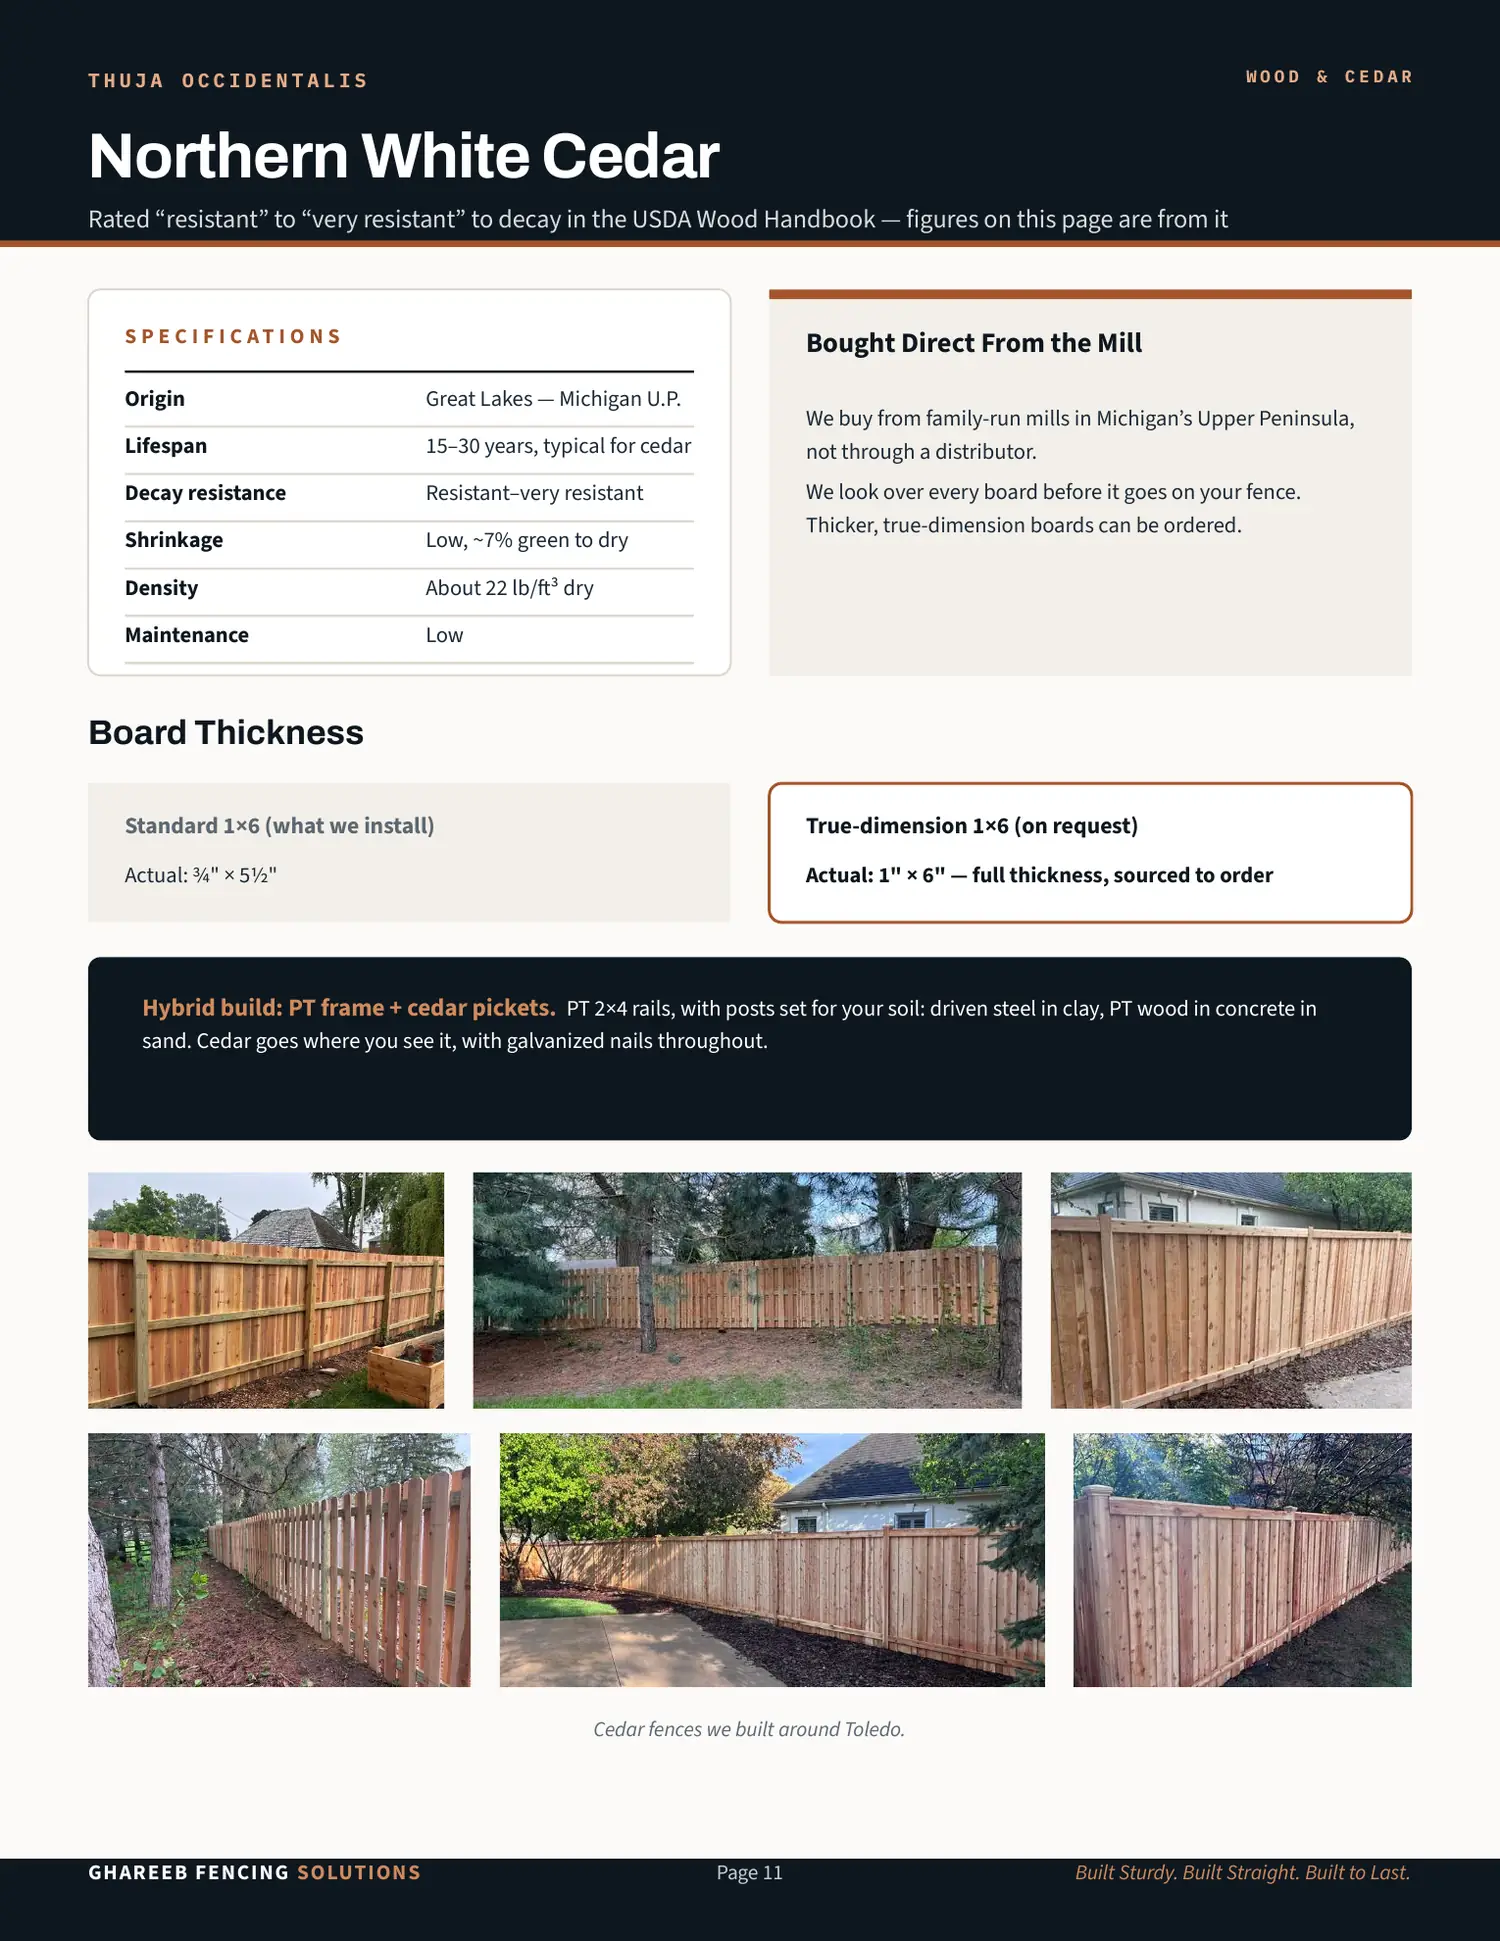 THUJA OCCIDENTALIS
WOOD & CEDAR
Northern White Cedar
Rated “resistant” to “very resistant” to decay in the USDA Wood Handbook — figures on this page are from it
SPECIFICATIONS
Origin Great Lakes — Michigan U.P.
Lifespan 15–30 years, typical for cedar
Decay resistance Resistant–very resistant
Shrinkage Low, ~7% green to dry
Density About 22 lb/ft³ dry
Maintenance Low
Bought Direct From the Mill
We buy from family-run mills in Michigan’s Upper Peninsula,
not through a distributor.
We look over every board before it goes on your fence.
Thicker, true-dimension boards can be ordered.
Board Thickness
Standard 1×6 (what we install)
Actual: ¾" × 5½"
True-dimension 1×6 (on request)
Actual: 1" × 6" — full thickness, sourced to order
Hybrid build: PT frame + cedar pickets. PT 2×4 rails, with posts set for your soil: driven steel in clay, PT wood in concrete in
sand. Cedar goes where you see it, with galvanized nails throughout.
Cedar fences we built around Toledo.
GHAREEB FENCING SOLUTIONS
Page 11
Built Sturdy. Built Straight. Built to Last.